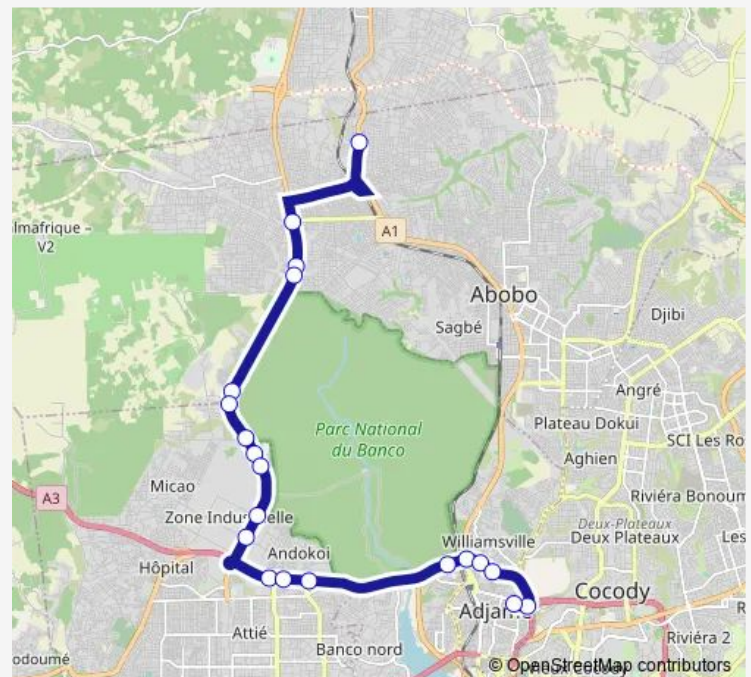 lmafrique –
V2
A1
Abobo
Sagbé
Djibi
Angré
Plateau Dokui
SCI Les Ro
Parc National
du Banco
Aghien
Micao
A3
Riviéra Bonoum
Zone Industrielle
Deux-Plateaux
Deux Plateaux
Les
Williamsville
Andokoi
Hôpital
Cocody
Adjamé
R
Attié
Riviéra 2
Banco nord
odoumé
© OpenStreetMap contributors